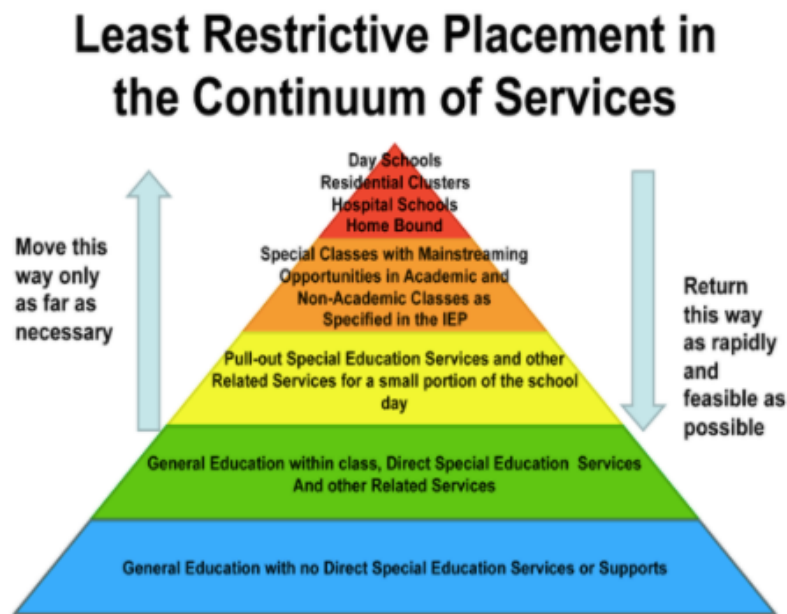 Least Restrictive Placement in
the Continuum of Services
Day Schools
Residential Clusters
Hospital Schools
Home Bound
Move this
way only
as far as
necessary
Special Classes with Mainstreaming
Opportunities in Academic and
Non-Academic Classes as
Specified in the IEP
Return
this way
as rapidly
and
feasible as
possible
Pull-out Special Education Services and other
Related Services for a small portion of the school
day
General Education within class, Direct Special Education Services
And other Related Services
General Education with no Direct Special Education Services or Supports